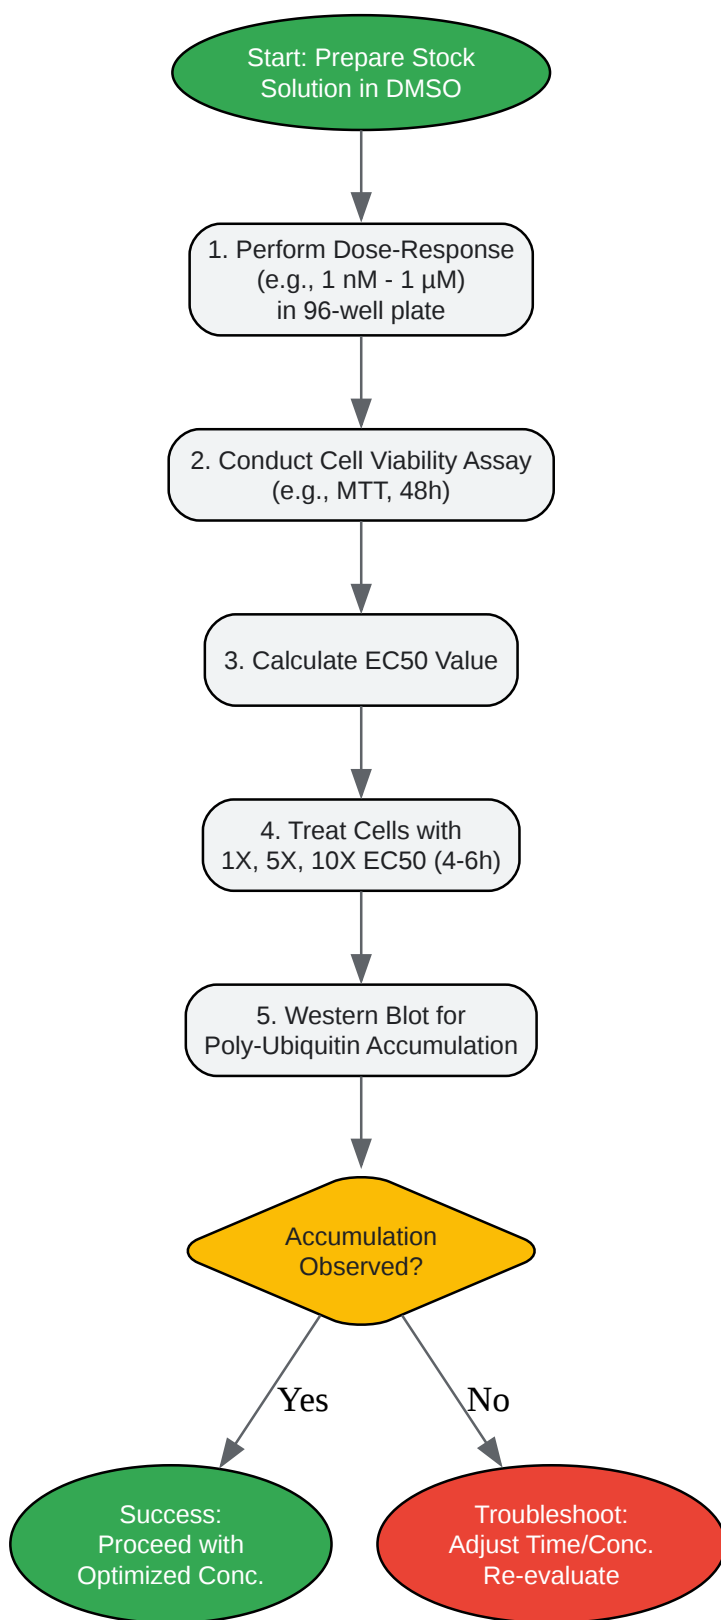 Start: Prepare Stock
Solution in DMSO
1. Perform Dose-Response
(e.g., 1 nM - 1 µM)
in 96-well plate
2. Conduct Cell Viability Assay
(e.g., MTT, 48h)
3. Calculate EC50 Value
4. Treat Cells with
1X, 5X, 10X EC50 (4-6h)
5. Western Blot for
Poly-Ubiquitin Accumulation
Accumulation
Observed?
Yes
No
Success:
Proceed with
Optimized Conc.
Troubleshoot:
Adjust Time/Conc.
Re-evaluate